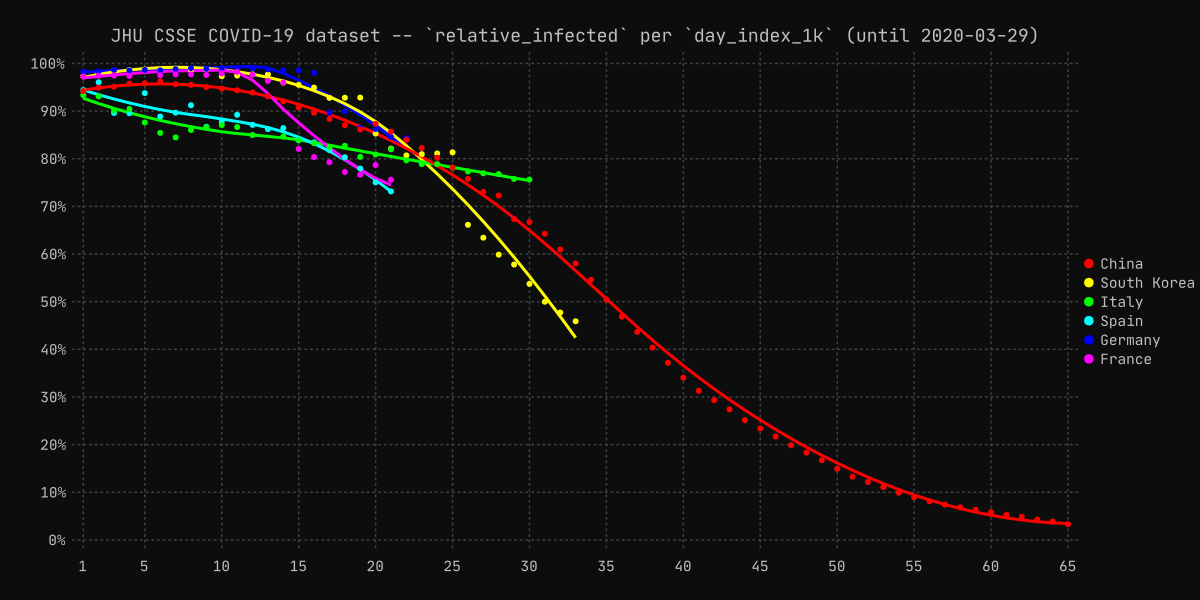 JHU CSSE COVID-19 dataset -- `relative_infected` per `day_index_1k` (until 2020-03-29)
100%
90%
80%
70%
60%
50%
40%
30%
20%
10%
0%
1 5 10 15 20 25 30 35 40 45 50 55 60 65
China
South Korea
Italy
Spain
Germany
France